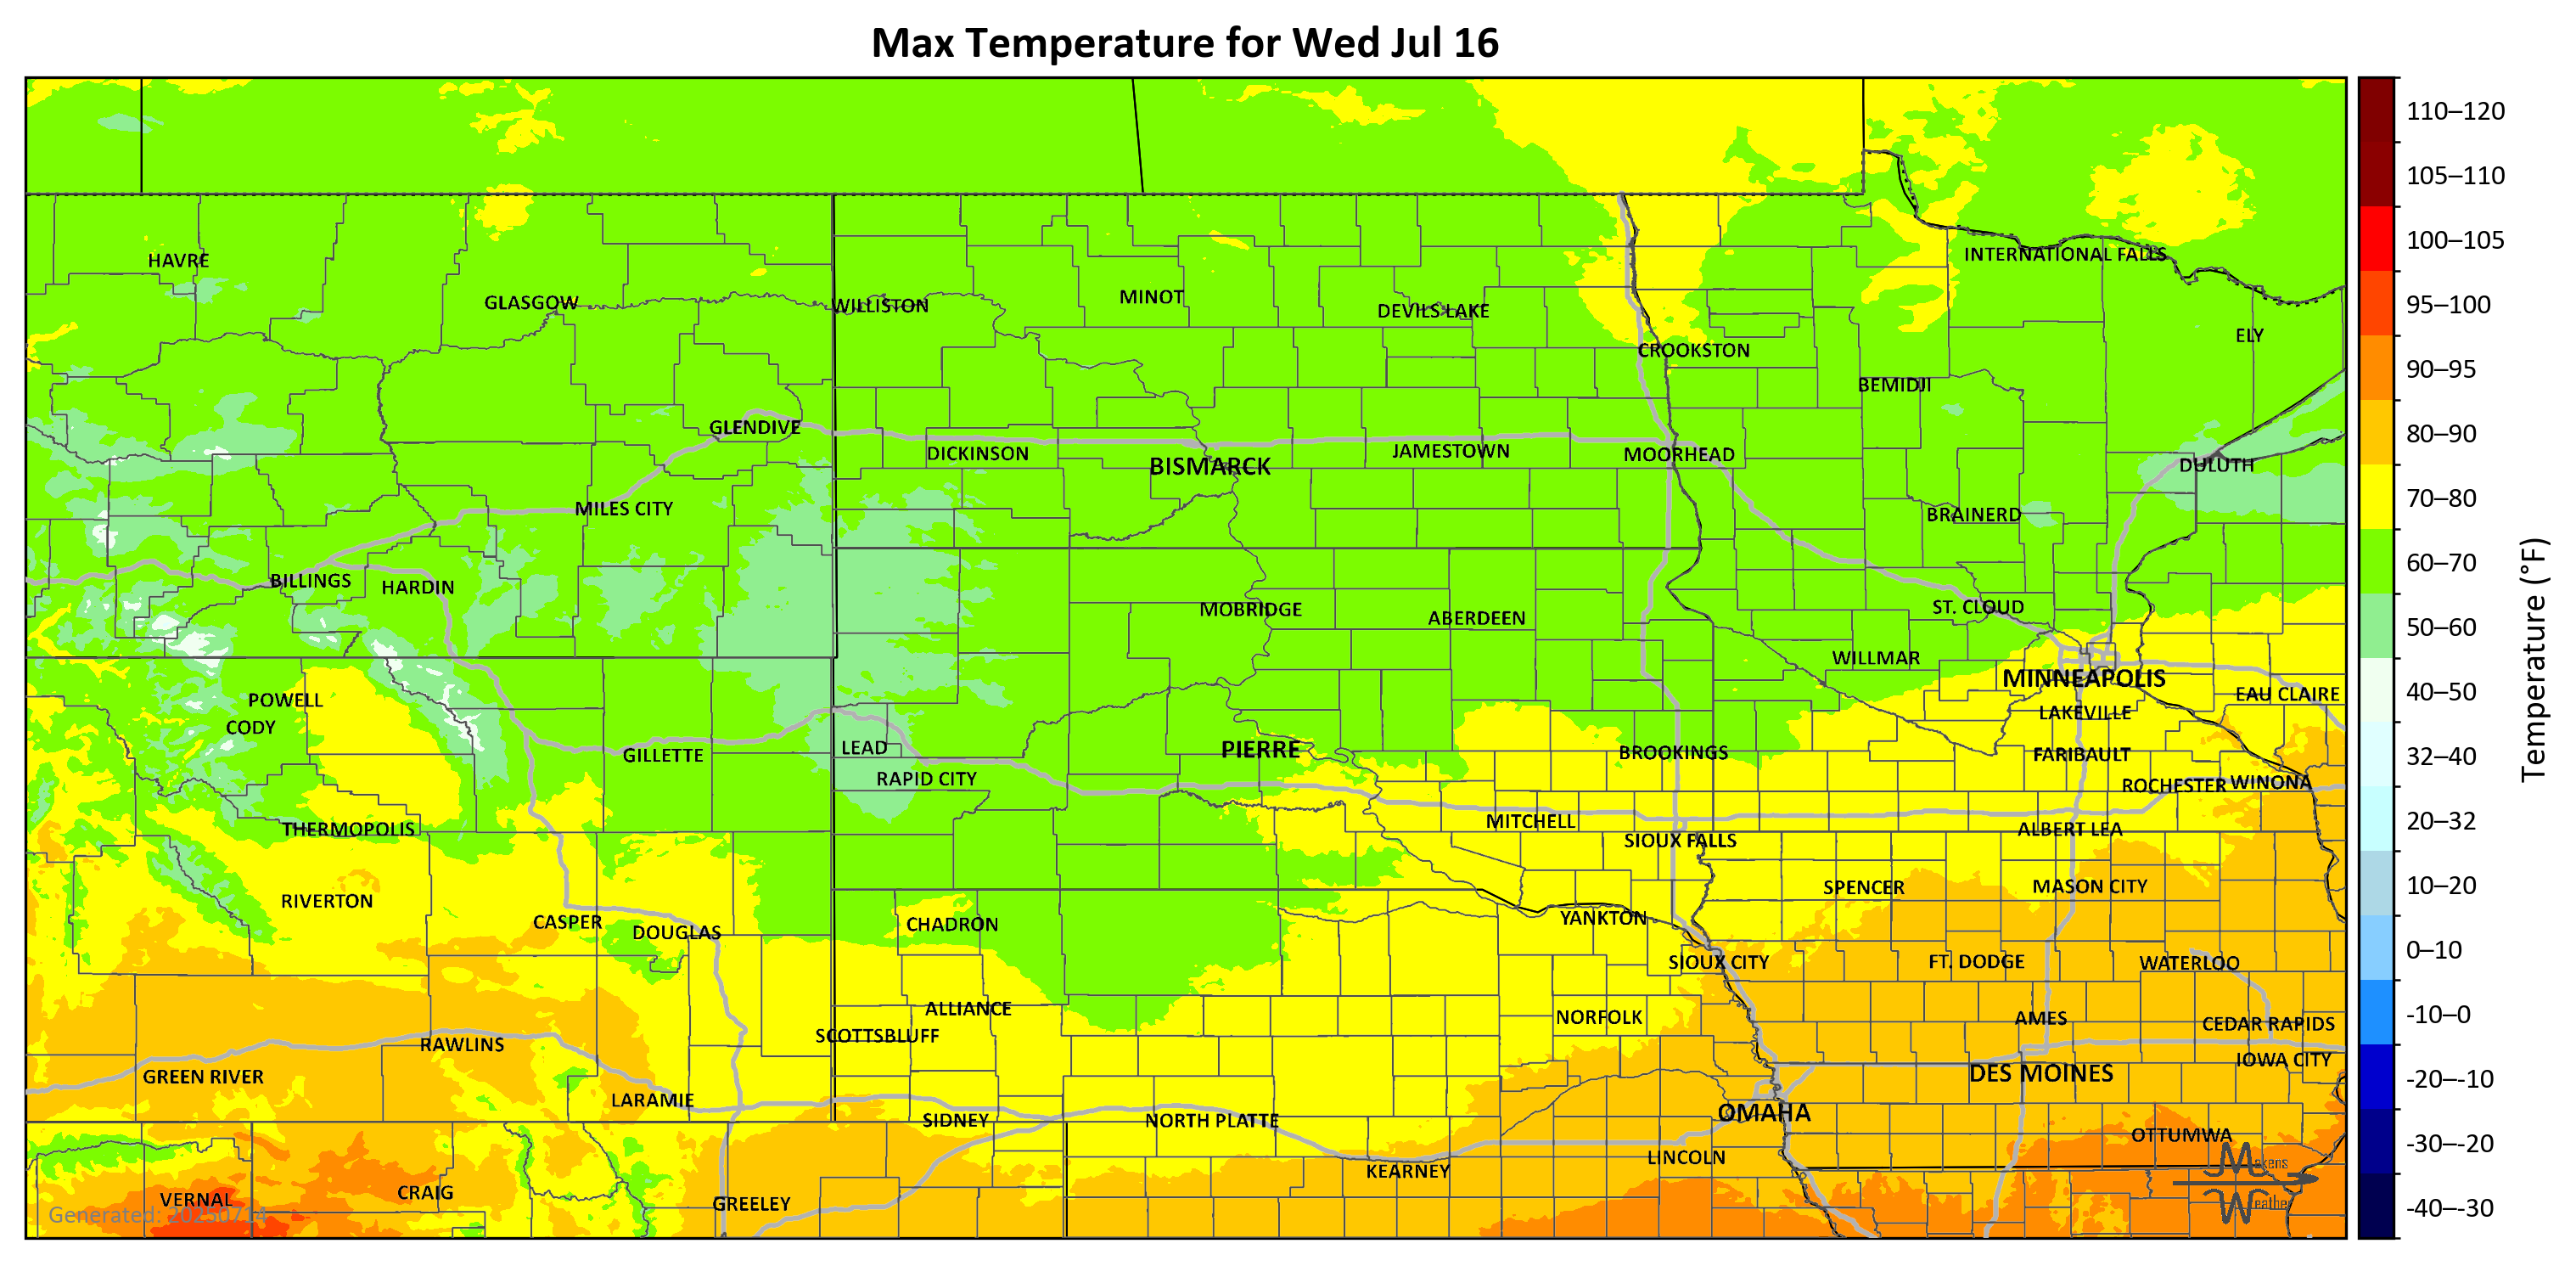 Max Temperature for Wed Jul 16
110–120
105–110
100–105
95–100
90–95
80–90
70–80
60–70
50–60
40–50
32–40
20–32
10–20
0–10
-10–0
-20–-10
-30–-20
-40–-30
Temperature (°F)
HAVRE
INTERNATIONAL FALLS
GLASGOW
WILLISTON
MINOT
DEVILS LAKE
ELY
CROOKSTON
BEMIDJI
GLENDIVE
DICKINSON
BISMARCK
JAMESTOWN
MOORHEAD
DULUTH
MILES CITY
BRAINERD
BILLINGS
HARDIN
MOBRIDGE
ABERDEEN
ST. CLOUD
WILLMAR
MINNEAPOLIS
EAU CLAIRE
POWELL
CODY
LAKEVILLE
GILLETTE
LEAD
PIERRE
BROOKINGS
FARIBAULT
RAPID CITY
ROCHESTER
WINONA
THERMOPOLIS
MITCHELL
SIOUX FALLS
ALBERT LEA
RIVERTON
SPENCER
MASON CITY
CASPER
DOUGLAS
CHADRON
YANKTON
SIOUX CITY
FT. DODGE
WATERLOO
ALLIANCE
NORFOLK
AMES
CEDAR RAPIDS
SCOTTSBLUFF
RAWLINS
IOWA CITY
GREEN RIVER
DES MOINES
LARAMIE
SIDNEY
NORTH PLATTE
OMAHA
OTTUMWA
LINCOLN
KEARNEY
VERNAL
CRAIG
GREELEY
Generated: 20250714
Makens
Weather